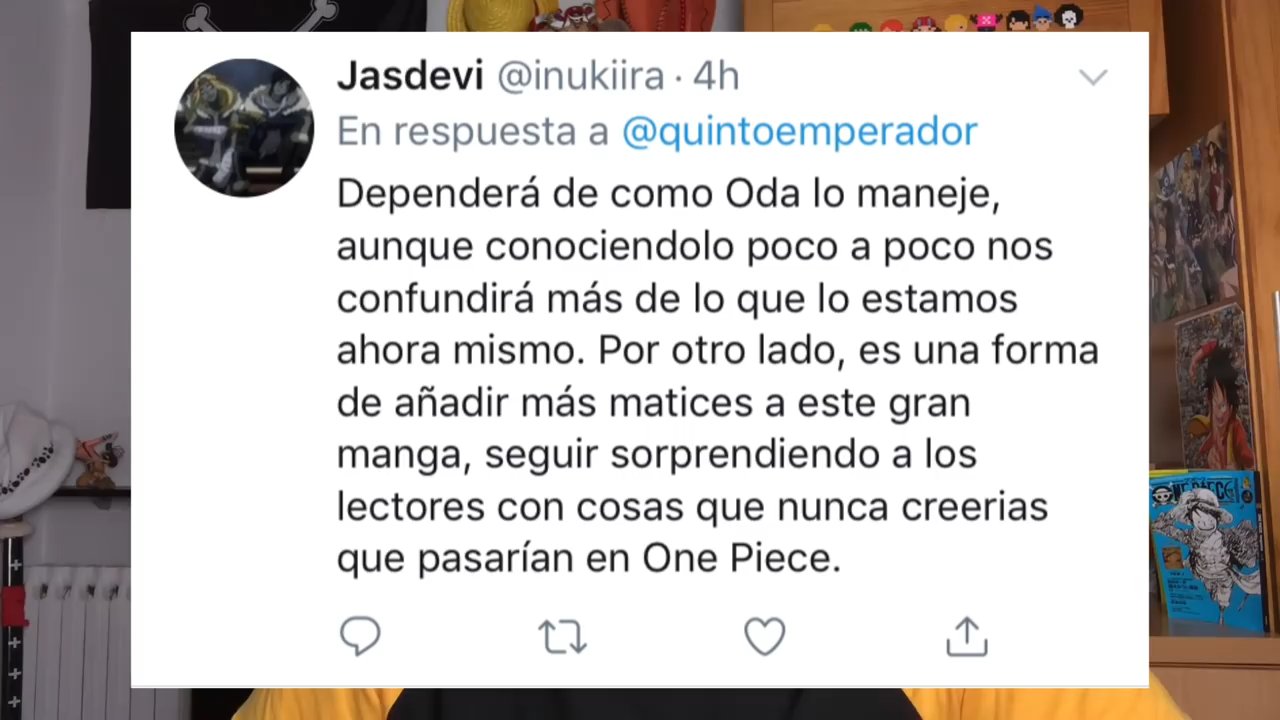 Jasdevi @inukiira · 4h
En respuesta a @quintoemperador
Dependerá de como Oda lo maneje,
aunque conociendolo poco a poco nos
confundirá más de lo que lo estamos
ahora mismo. Por otro lado, es una forma
de añadir más matices a este gran
manga, seguir sorprendiendo a los
lectores con cosas que nunca creerias
que pasarían en One Piece.
ONE PIECE